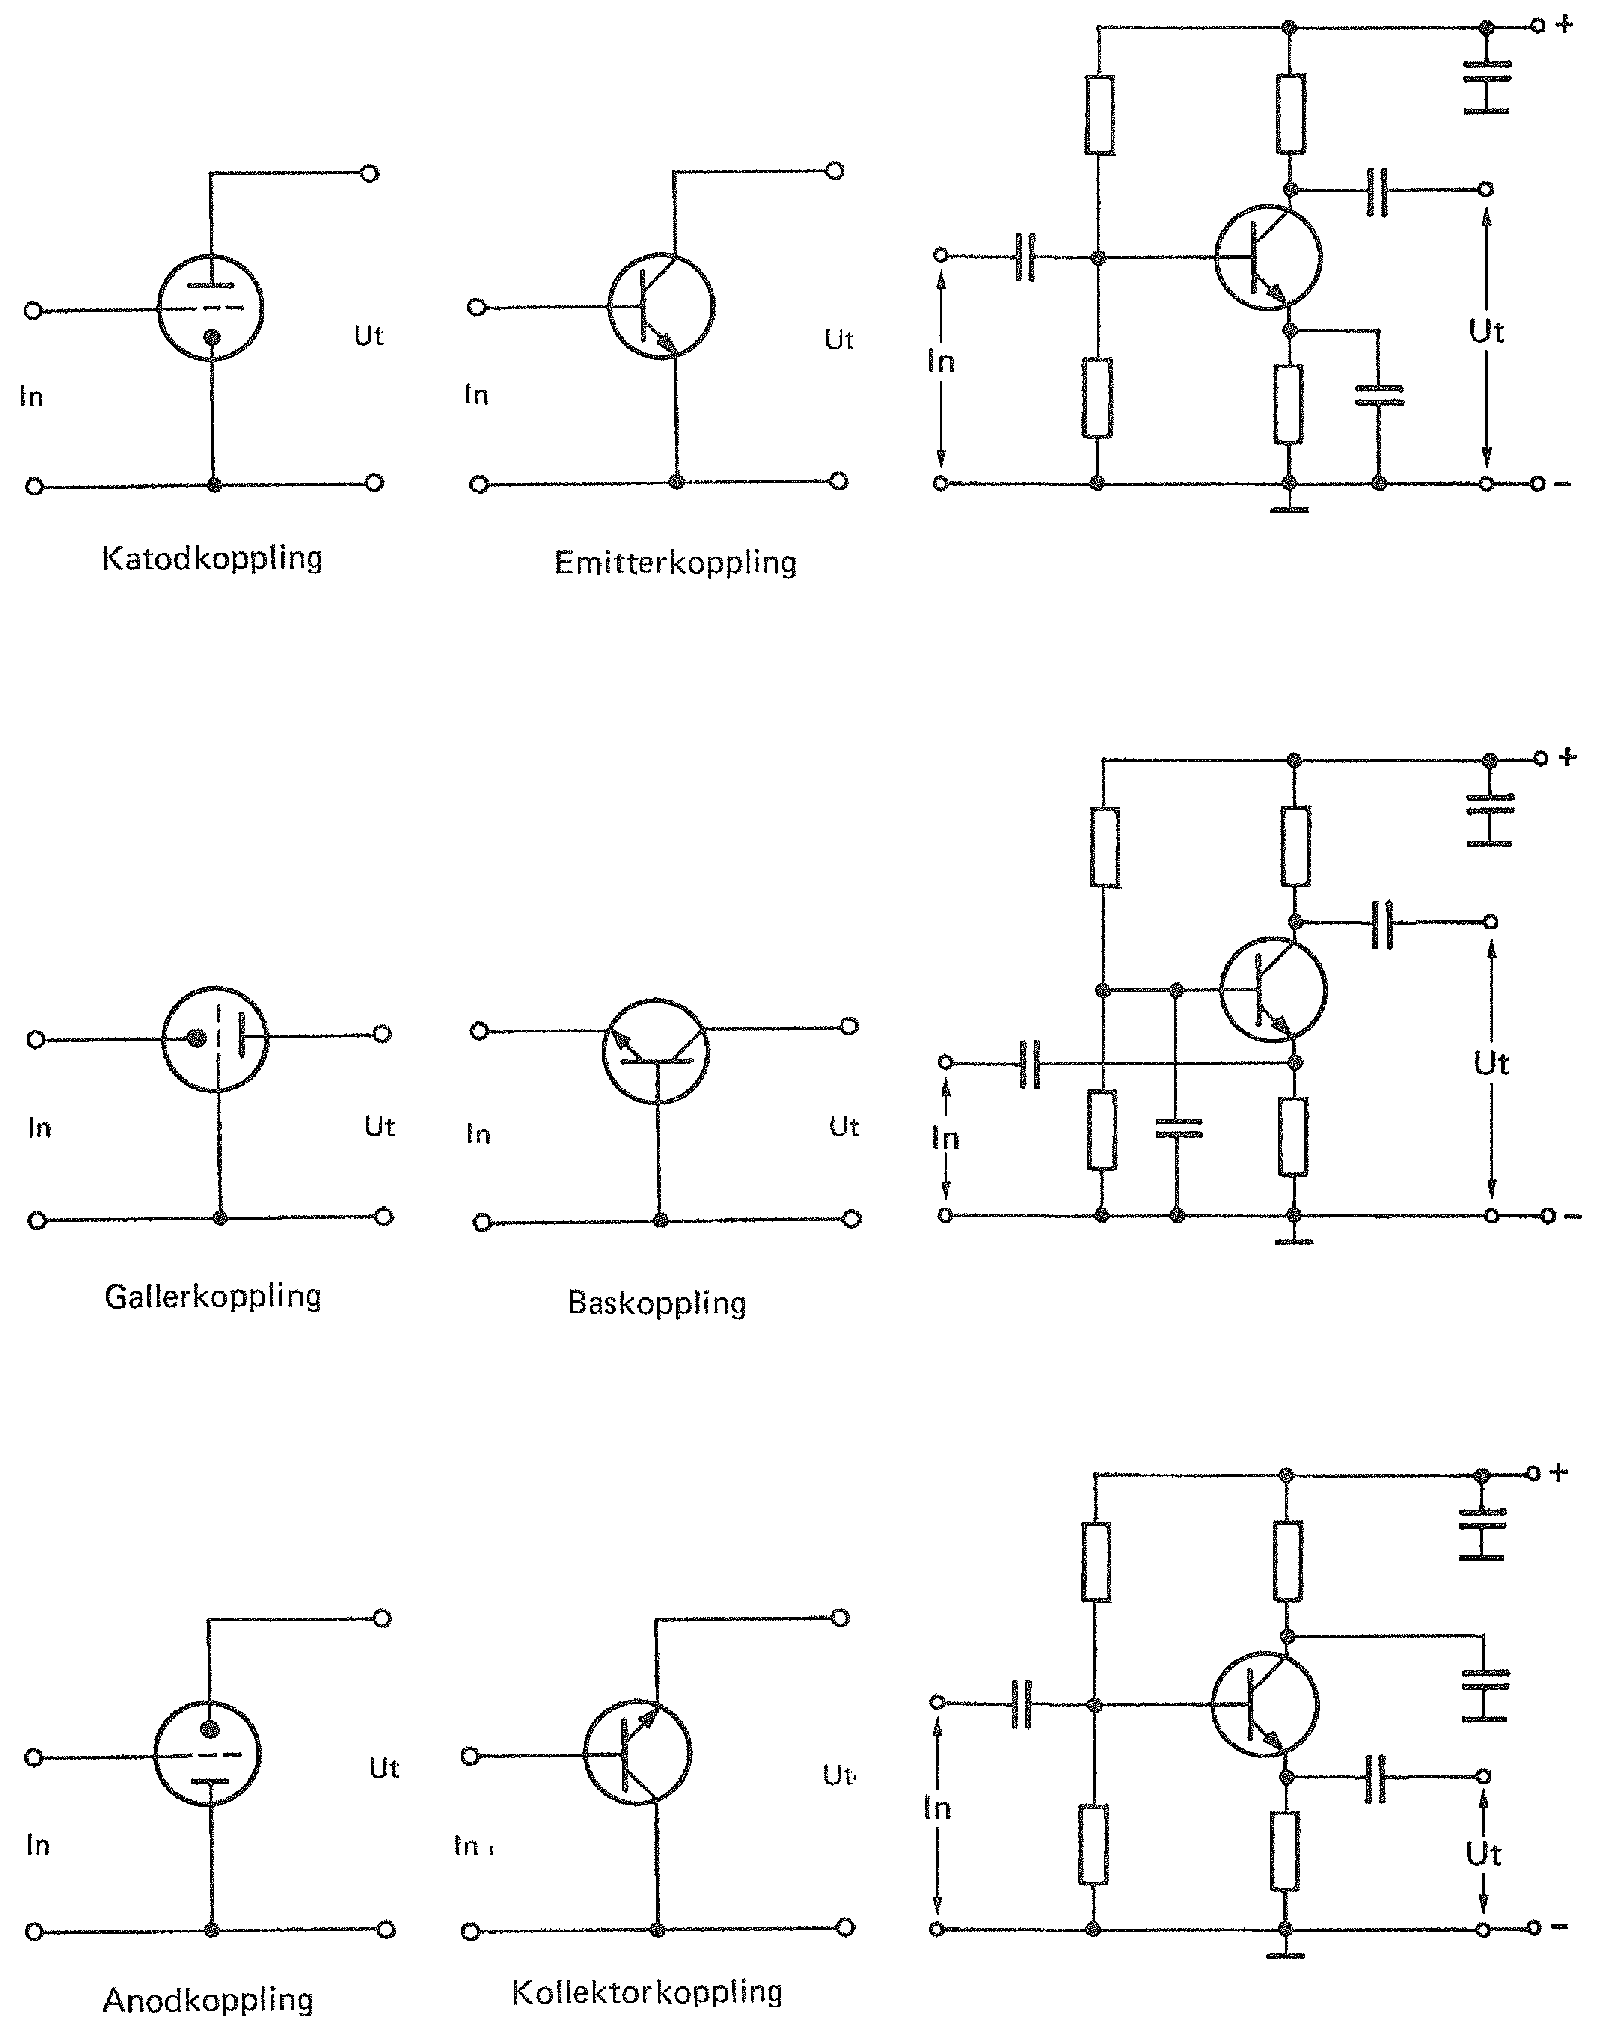 +
In
Ut
In
Ut
In
Ut
-
Katodkoppling
Emitterkoppling
+
In
Ut
In
Ut
In
Ut
-
Gallerkoppling
Baskoppling
+
In
Ut
In
Ut
In
Ut
-
Anodkoppling
Kollektorkoppling